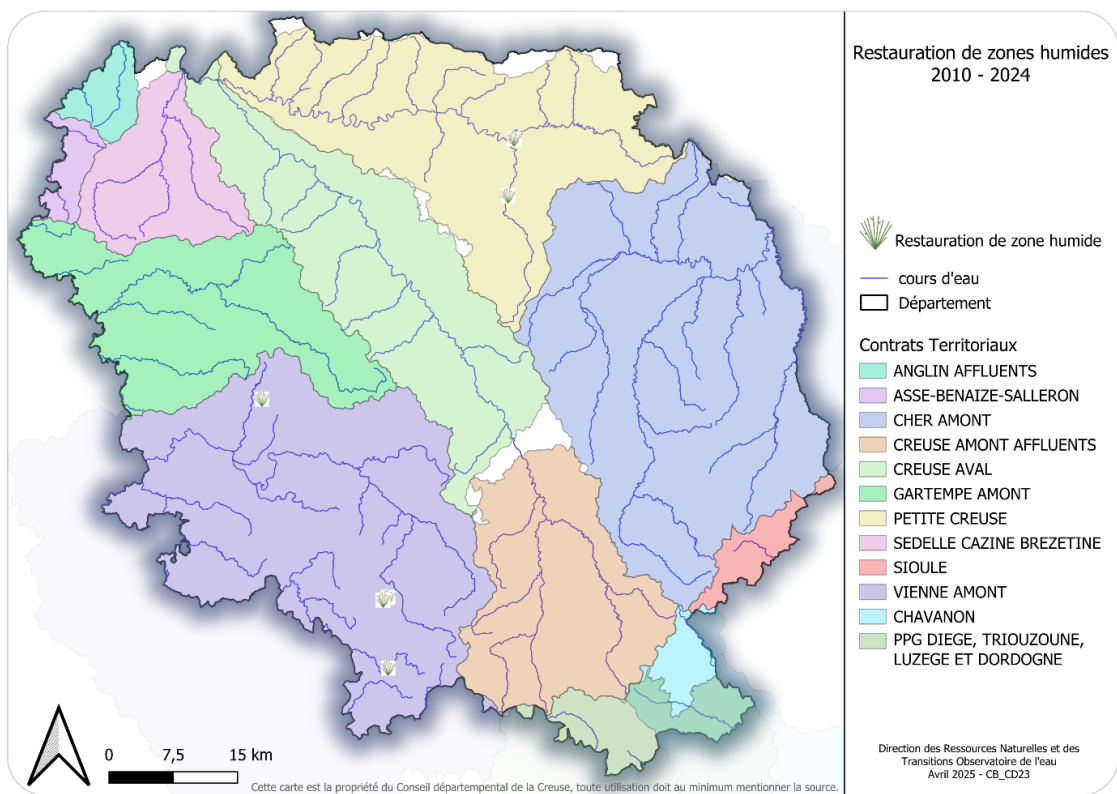 Restauration de zones humides
2010 - 2024
Restauration de zone humide
cours d'eau
Département
Contrats Territoriaux
ANGLIN AFFLUENTS
ASSE-BENAIZE-SALLERON
CHER AMONT
CREUSE AMONT AFFLUENTS
CREUSE AVAL
GARTEMPE AMONT
PETITE CREUSE
SEDELLE CAZINE BREZETINE
SIOULE
VIENNE AMONT
CHAVANON
PPG DIEGE, TRIOUZOUNE,
LUZEGE ET DORDOGNE
0 7,5 15 km
Cette carte est la propriété du Conseil départempental de la Creuse, toute utilisation doit au minimum mentionner la source.
Direction des Ressources Naturelles et des
Transitions Observatoire de l'eau
Avril 2025 - CB_CD23